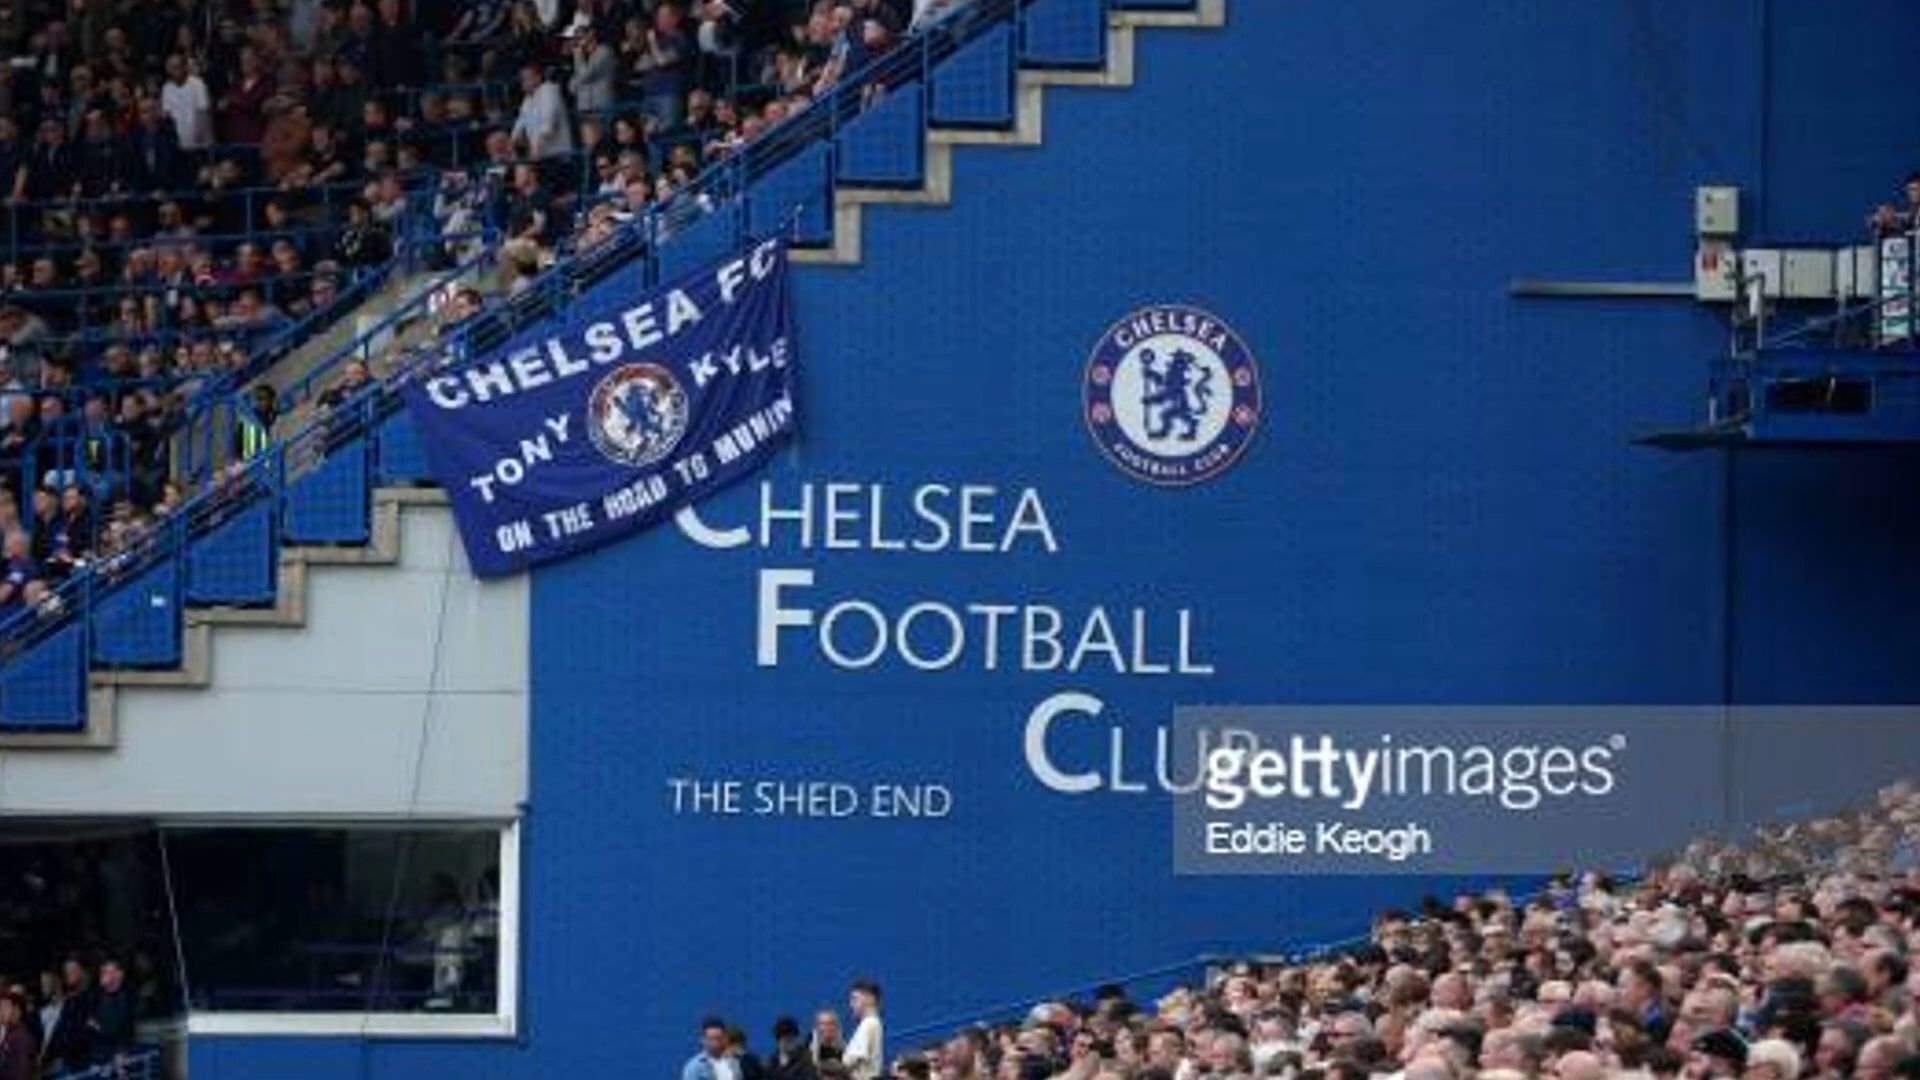 CHELSEA FC
TONY KYLE
ON THE ROAD TO MUNICH
CHELSEA
FOOTBALL CLUB
CHELSEA
FOOTBALL
CLUB
THE SHED END
gettyimages®
Eddie Keogh